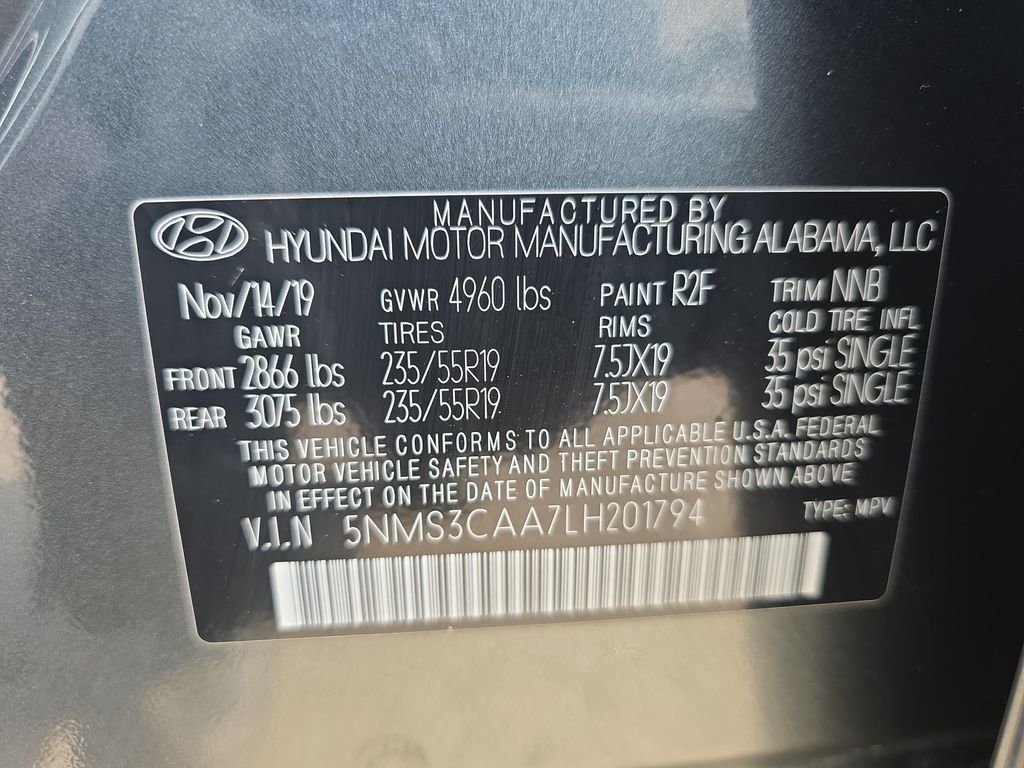 MANUFACTURED BY
HYUNDAI MOTOR MANUFACTURING ALABAMA, LLC
Nov/14/19 GVWR 4960 lbs PAINT R2F TRIM NNB
GAWR TIRES RIMS COLD TIRE INFL
FRONT 2866 lbs 235/55R19 7.5JX19 35 psi SINGLE
REAR 3075 lbs 235/55R19 7.5JX19 35 psi SINGLE
THIS VEHICLE CONFORMS TO ALL APPLICABLE U.S.A. FEDERAL
MOTOR VEHICLE SAFETY AND THEFT PREVENTION STANDARDS
IN EFFECT ON THE DATE OF MANUFACTURE SHOWN ABOVE
V.I.N 5NMS3CAA7LH201794 TYPE: MPV